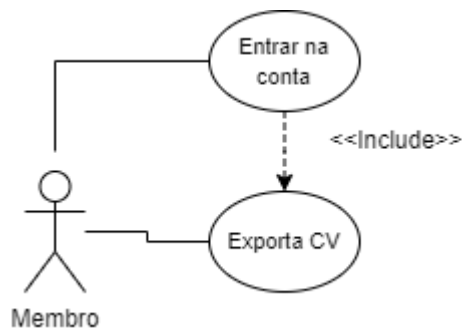 Entrar na
conta
<<Include>>
Exporta CV
Membro